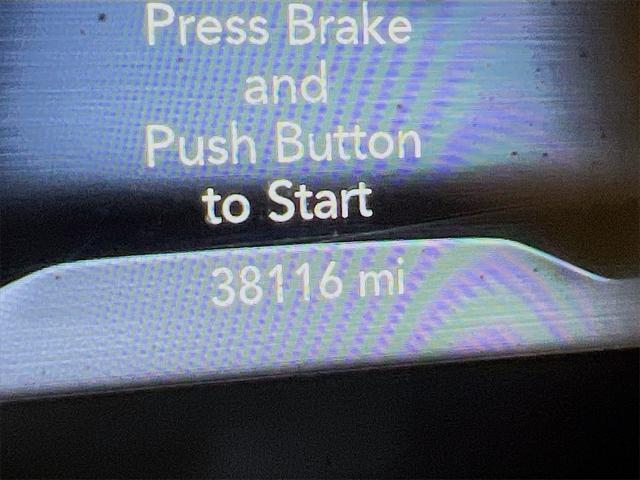 Press Brake
and
Push Button
to Start
38116 mi